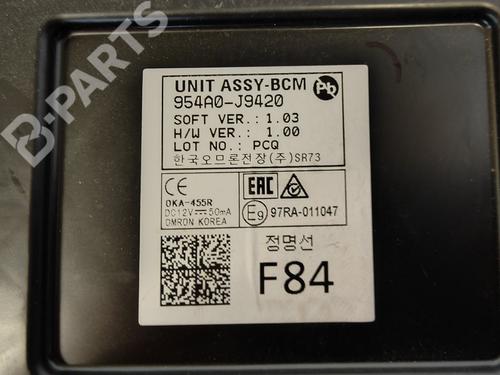 B-PARTS
UNIT ASSY-BCM
Pb
954A0-J9420
SOFT VER.: 1.03
H/W VER.: 1.00
LOT NO.: PCQ
한국오므론전장(주)SR73
CE
EAC
OKA-455R
DC12V 50mA
OMRON KOREA
E9 97RA-011047
정명선
F84